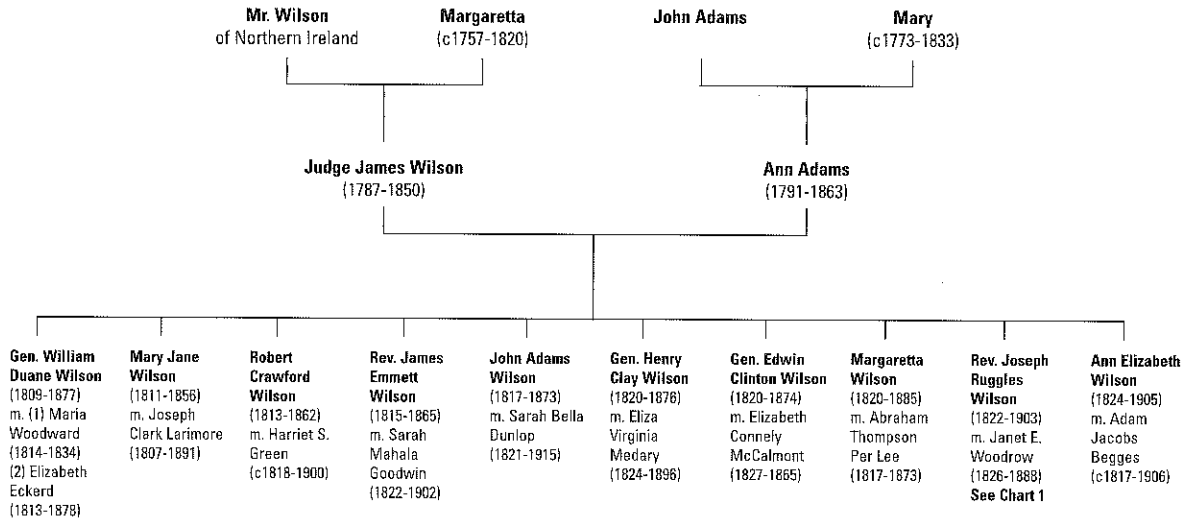 Mr. Wilson
of Northern Ireland
Margaretta
(c1757-1820)
John Adams
Mary
(c1773-1833)
Judge James Wilson
(1787-1850)
Ann Adams
(1791-1863)
Gen. William
Duane Wilson
(1809-1877)
m. (1) Maria
Woodward
(1814-1834)
(2) Elizabeth
Eckerd
(1813-1878)
Mary Jane
Wilson
(1811-1856)
m. Joseph
Clark Larimore
(1807-1891)
Robert
Crawford
Wilson
(1813-1862)
m. Harriet S.
Green
(c1818-1900)
Rev. James
Emmett
Wilson
(1815-1865)
m. Sarah
Mahala
Goodwin
(1822-1902)
John Adams
Wilson
(1817-1873)
m. Sarah Bella
Dunlop
(1821-1915)
Gen. Henry
Clay Wilson
(1820-1876)
m. Eliza
Virginia
Medary
(1824-1896)
Gen. Edwin
Clinton Wilson
(1820-1874)
m. Elizabeth
Connely
McCalmont
(1827-1865)
Margaretta
Wilson
(1820-1885)
m. Abraham
Thompson
Per Lee
(1817-1873)
Rev. Joseph
Ruggles
Wilson
(1822-1903)
m. Janet E.
Woodrow
(1826-1888)
See Chart 1
Ann Elizabeth
Wilson
(1824-1905)
m. Adam
Jacobs
Begges
(c1817-1906)